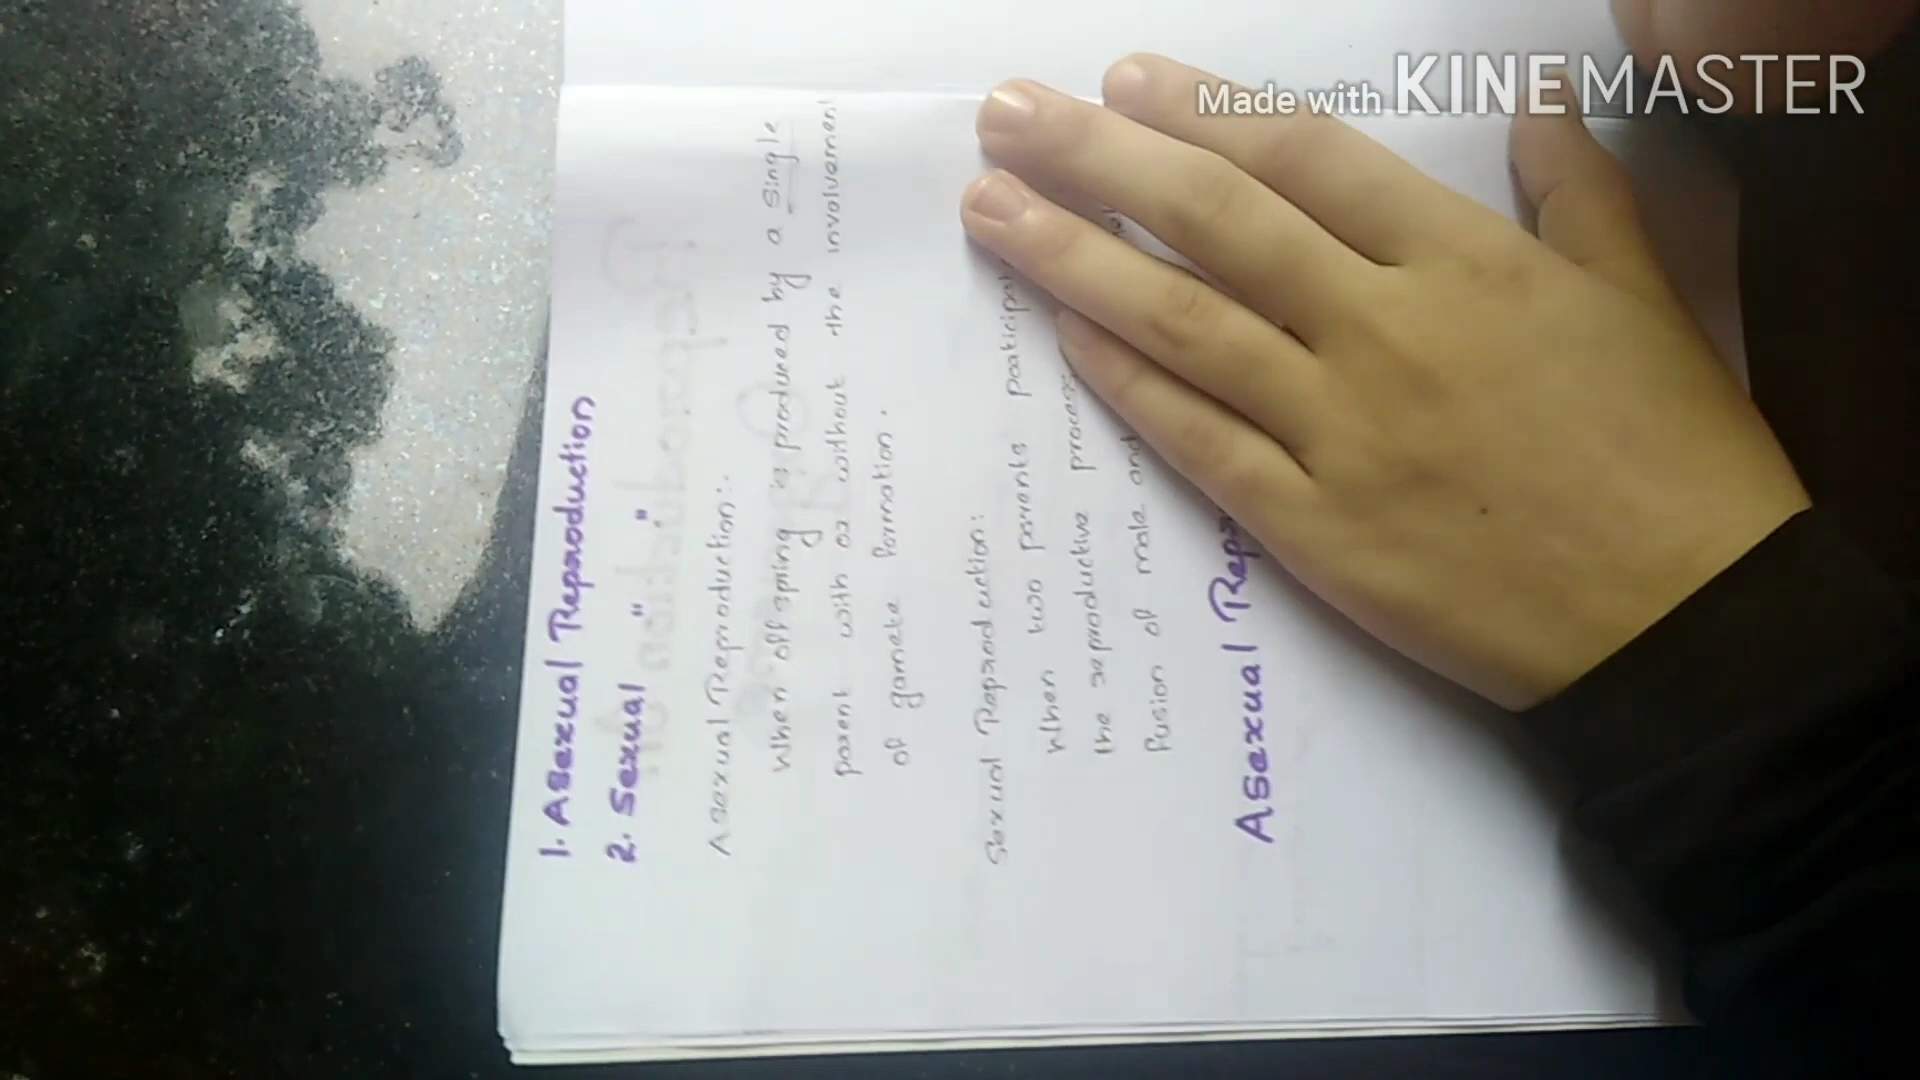 Made with KINEMASTER
1. Asexual Reproduction
2. Sexual " "
Asexual Reproduction:-
When offspring is produced by a single
parent with or without the involvement
of gamete formation.
Sexual Reproduction:
When two parents
the reproductive process
fusion of male and
Asexual